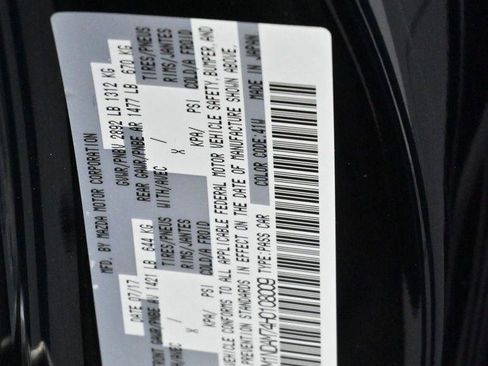 MFD. BY MAZDA MOTOR CORPORATION
DATE 07/17 GVWR/PNBV 2892 LB 1312 KG
FRONT GAWR/PNBE AV 1421 LB 644 KG REAR GAWR/PNBE AR 1477 LB 670 KG
TIRES/PNEUS WITH/AVEC TIRES/PNEUS
RIMS/JANTES X RIMS/JANTES
COLD/A FROID KPA/ PSI COLD/A FROID
X KPA/ PSI
CONFORMS TO ALL APPLICABLE FEDERAL MOTOR VEHICLE SAFETY BUMPER, AND
PREVENTION STANDARDS IN EFFECT ON THE DATE OF MANUFACTURE SHOWN ABOVE.
TYPE:PASS CAR COLOR CODE:41W MADE IN JAPAN